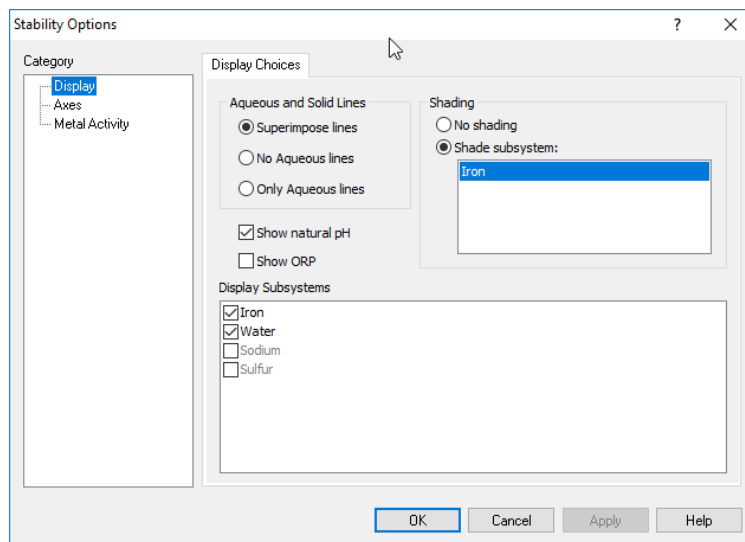 Stability Options
?
Category
Display
Axes
Metal Activity
Display Choices
Aqueous and Solid Lines
Superimpose lines
No Aqueous lines
Only Aqueous lines
Shading
No shading
Shade subsystem:
Iron
Show natural pH
Show ORP
Display Subsystems
Iron
Water
Sodium
Sulfur
OK
Cancel
Apply
Help